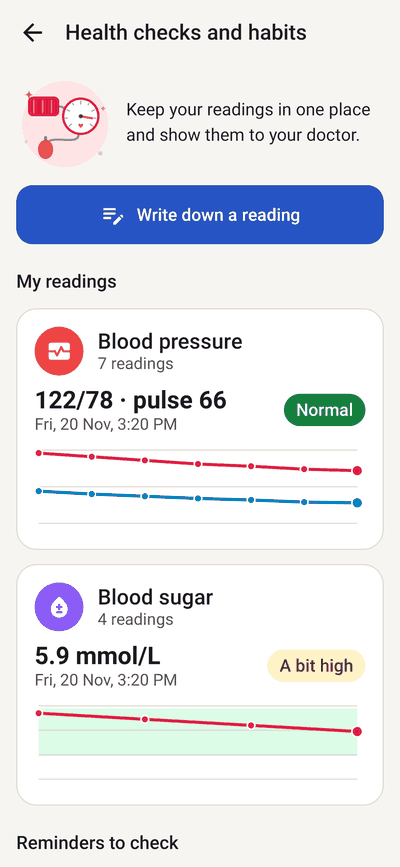 Health checks and habits
Keep your readings in one place
and show them to your doctor.
Write down a reading
My readings
Blood pressure
7 readings
122/78 · pulse 66
Normal
Fri, 20 Nov, 3:20 PM
Blood sugar
4 readings
5.9 mmol/L
A bit high
Fri, 20 Nov, 3:20 PM
Reminders to check